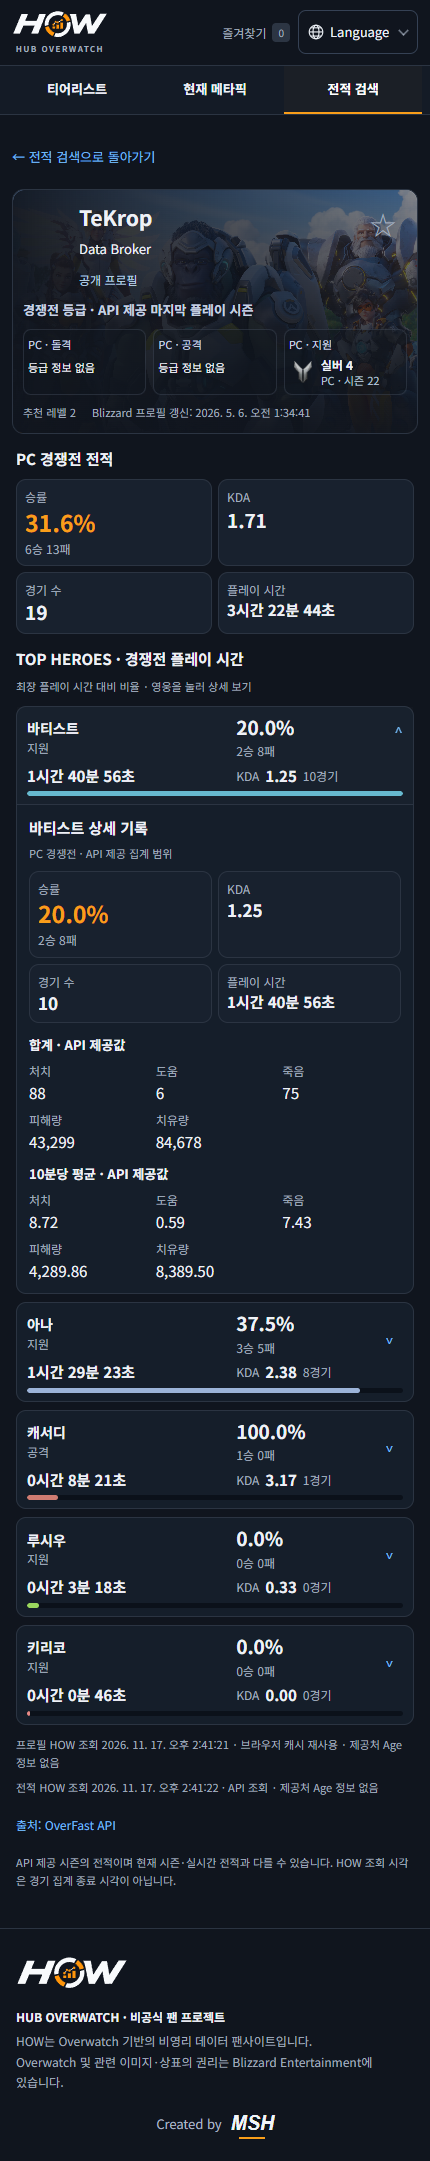 HOW
HUB OVERWATCH
즐겨찾기 0
Language
티어리스트 현재 메타픽 전적 검색
← 전적 검색으로 돌아가기
TeKrop
Data Broker
공개 프로필
경쟁전 등급 · API 제공 마지막 플레이 시즌
PC · 돌격
등급 정보 없음
PC · 공격
등급 정보 없음
PC · 지원
실버 4
PC · 시즌 22
추천 레벨 2 Blizzard 프로필 갱신: 2026. 5. 6. 오전 1:34:41
PC 경쟁전 전적
승률
31.6%
6승 13패
KDA
1.71
경기 수
19
플레이 시간
3시간 22분 44초
TOP HEROES · 경쟁전 플레이 시간
최장 플레이 시간 대비 비율 · 영웅을 눌러 상세 보기
바티스트
지원
20.0%
2승 8패
1시간 40분 56초
KDA 1.25 10경기
바티스트 상세 기록
PC 경쟁전 · API 제공 집계 범위
승률
20.0%
2승 8패
KDA
1.25
경기 수
10
플레이 시간
1시간 40분 56초
합계 · API 제공값
처치 도움 죽음
88 6 75
피해량 치유량
43,299 84,678
10분당 평균 · API 제공값
처치 도움 죽음
8.72 0.59 7.43
피해량 치유량
4,289.86 8,389.50
아나
지원
37.5%
3승 5패
1시간 29분 23초
KDA 2.38 8경기
캐서디
공격
100.0%
1승 0패
0시간 8분 21초
KDA 3.17 1경기
루시우
지원
0.0%
0승 0패
0시간 3분 18초
KDA 0.33 0경기
키리코
지원
0.0%
0승 0패
0시간 0분 46초
KDA 0.00 0경기
프로필 HOW 조회 2026. 11. 17. 오후 2:41:21 · 브라우저 캐시 재사용 · 제공처 Age
정보 없음
전적 HOW 조회 2026. 11. 17. 오후 2:41:22 · API 조회 · 제공처 Age 정보 없음
출처: OverFast API
API 제공 시즌의 전적이며 현재 시즌·실시간 전적과 다를 수 있습니다. HOW 조회 시각
은 경기 집계 종료 시각이 아닙니다.
HOW
HUB OVERWATCH · 비공식 팬 프로젝트
HOW는 Overwatch 기반의 비영리 데이터 팬사이트입니다.
Overwatch 및 관련 이미지·상표의 권리는 Blizzard Entertainment에
있습니다.
Created by MSH